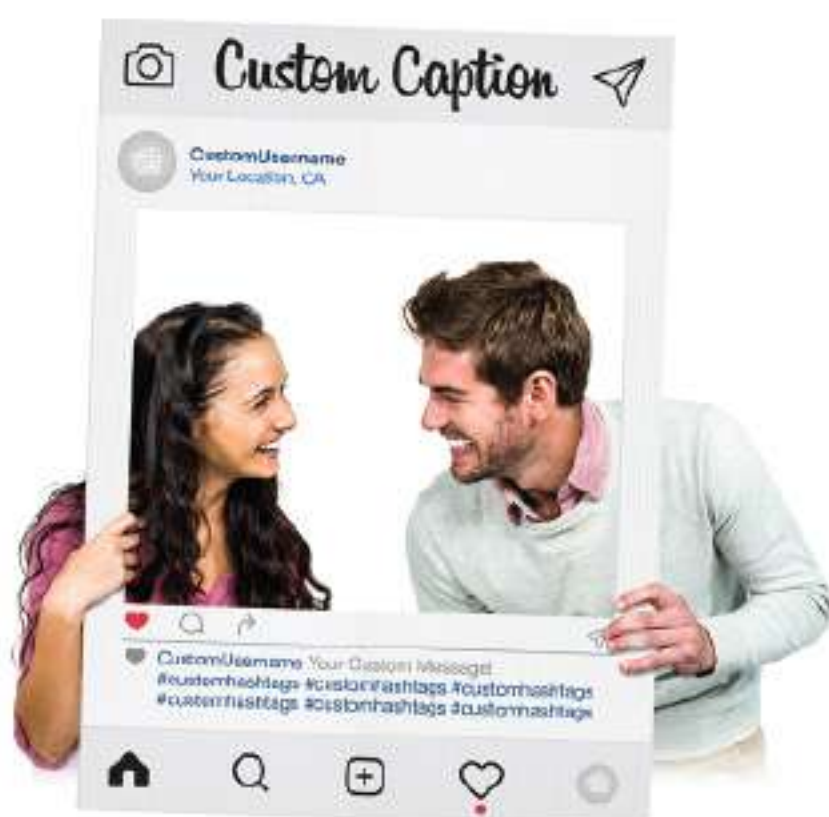 Custom Caption
CustomUsername
Your Location, CA
CustomUsername Your Custom Message!
#customhashtags #customhashtags #customhashtags
#customhashtags #customhashtags #customhashtags